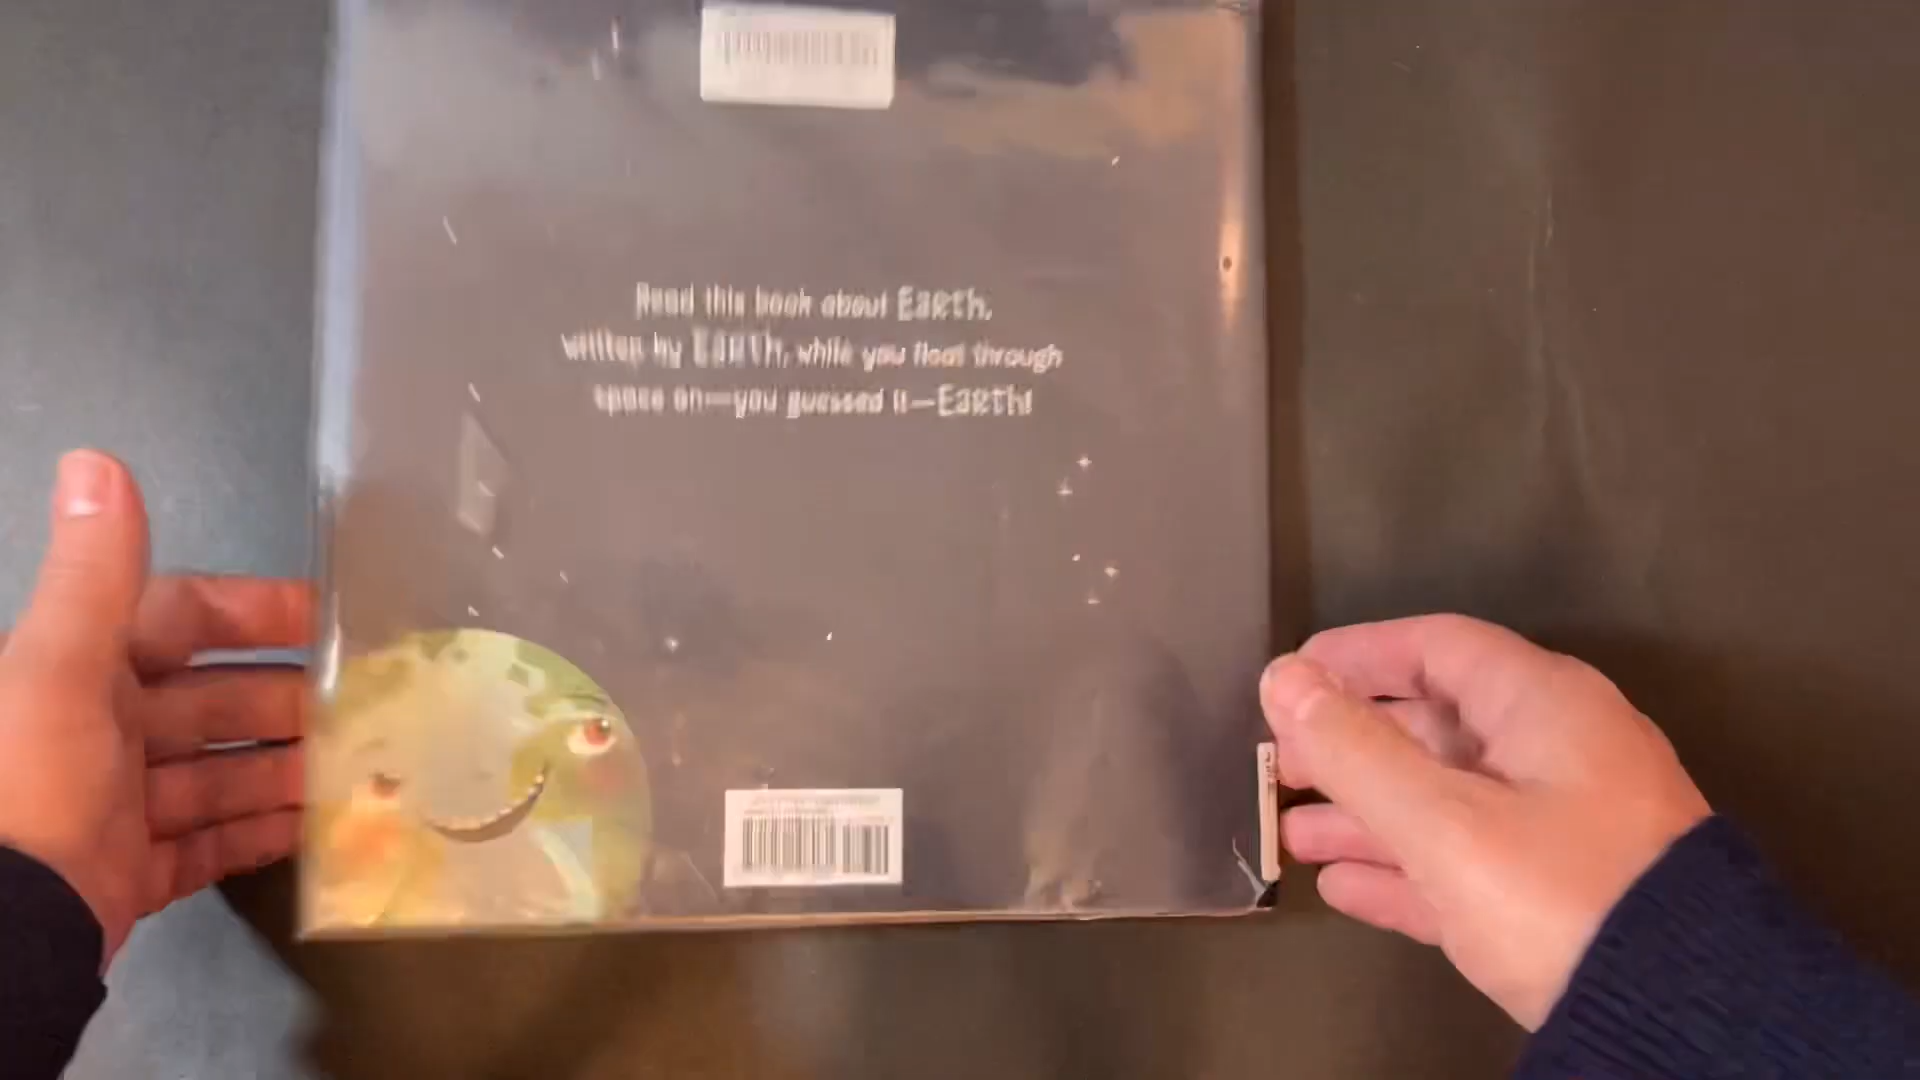 Read this book about Earth,
written by Earth, while you float through
space on—you guessed it—Earth!